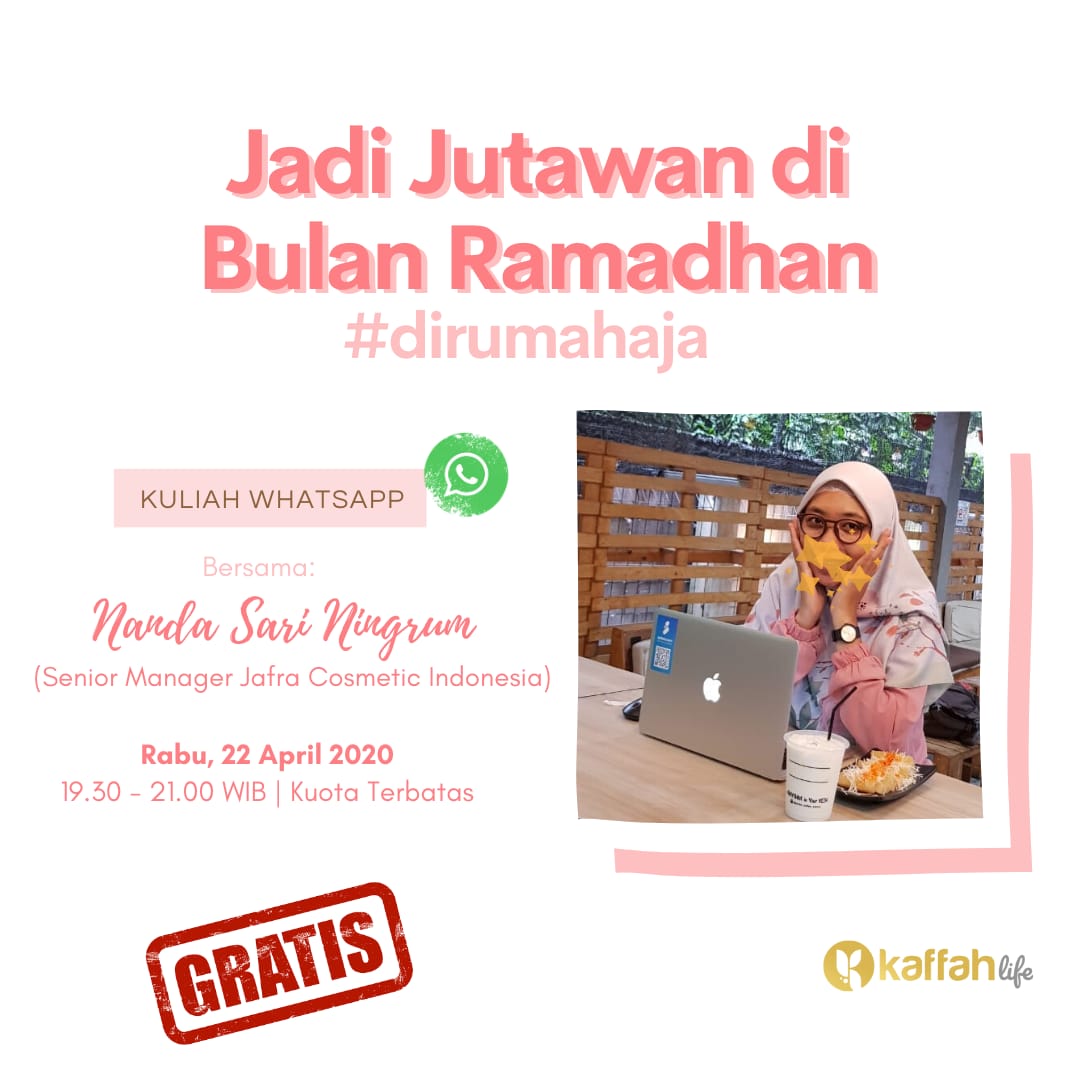 Jadi Jutawan di
Bulan Ramadhan
#dirumahaja
KULIAH WHATSAPP
Bersama:
Nanda Sari Ningrum
(Senior Manager Jafra Cosmetic Indonesia)
Rabu, 22 April 2020
19.30 - 21.00 WIB | Kuota Terbatas
GRATIS
kaffah life